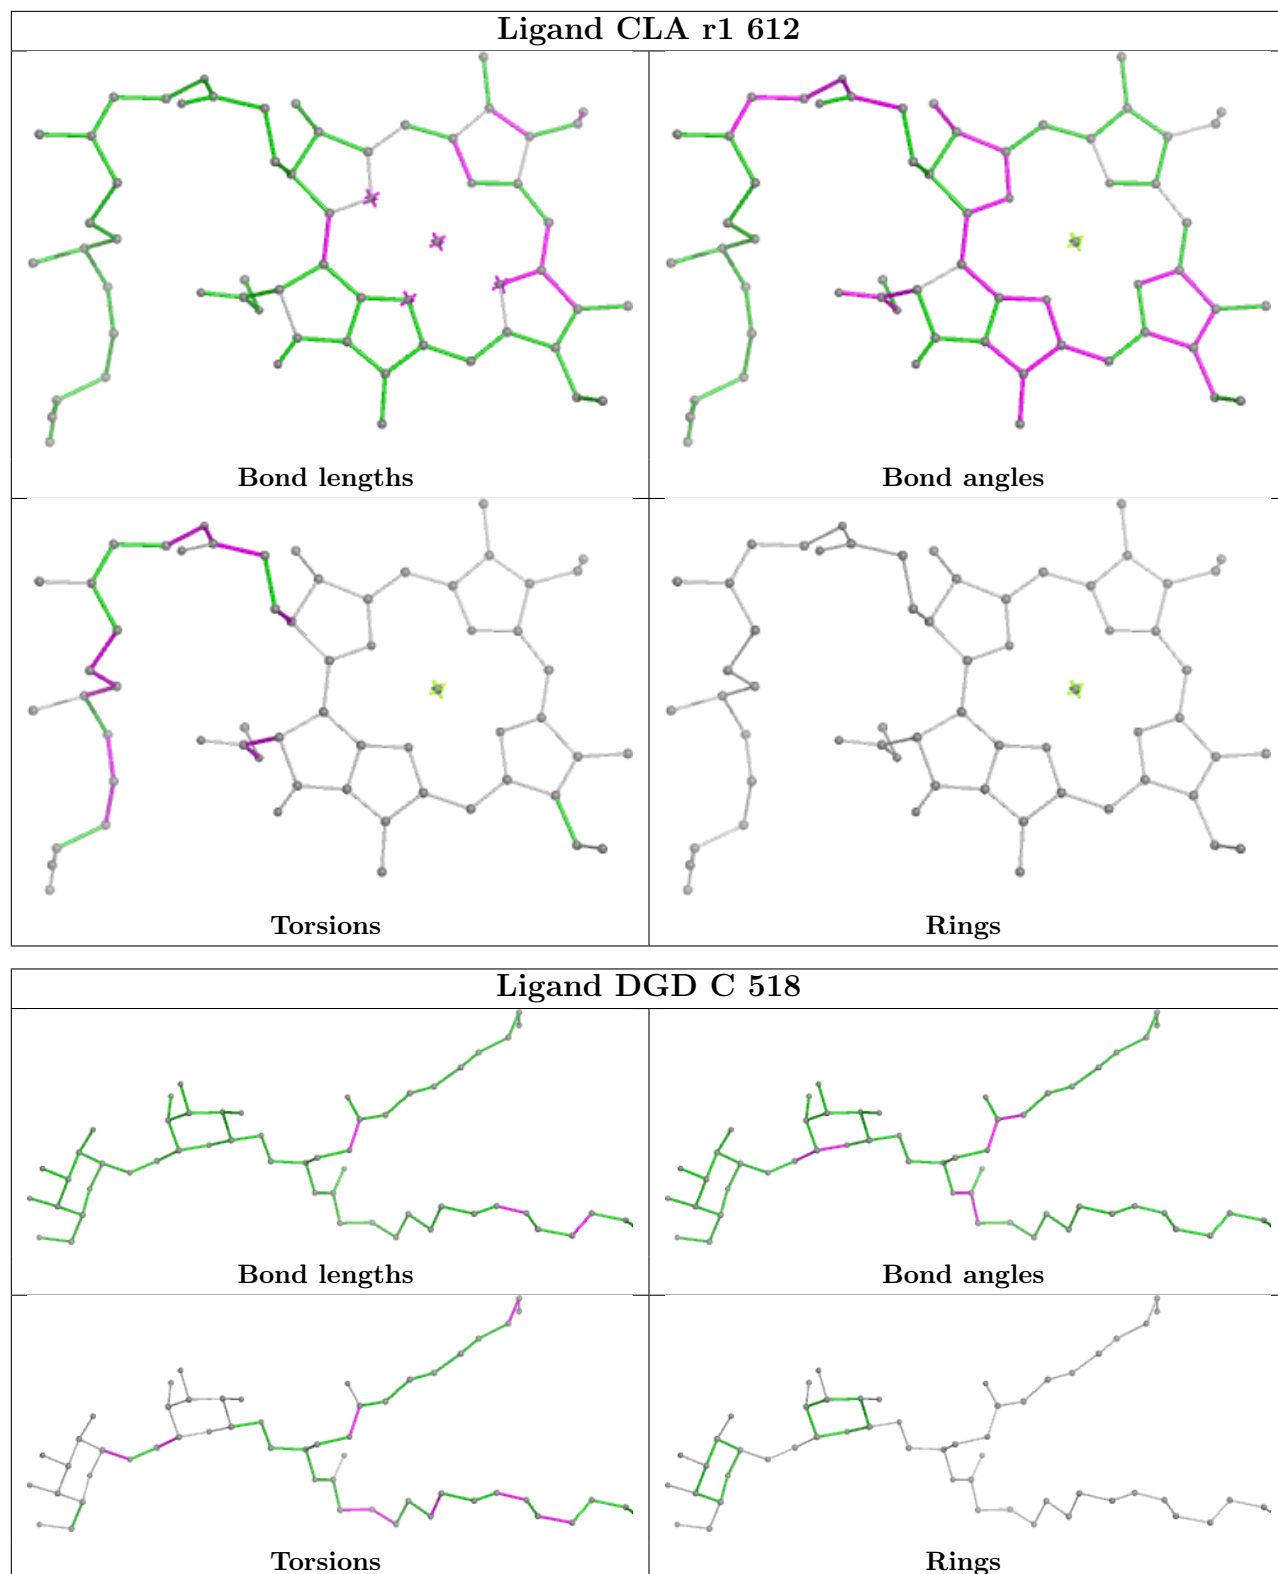 Ligand CLA r1 612
Bond lengths
Bond angles
Torsions
Rings
Ligand DGD C 518
Bond lengths
Bond angles
Torsions
Rings